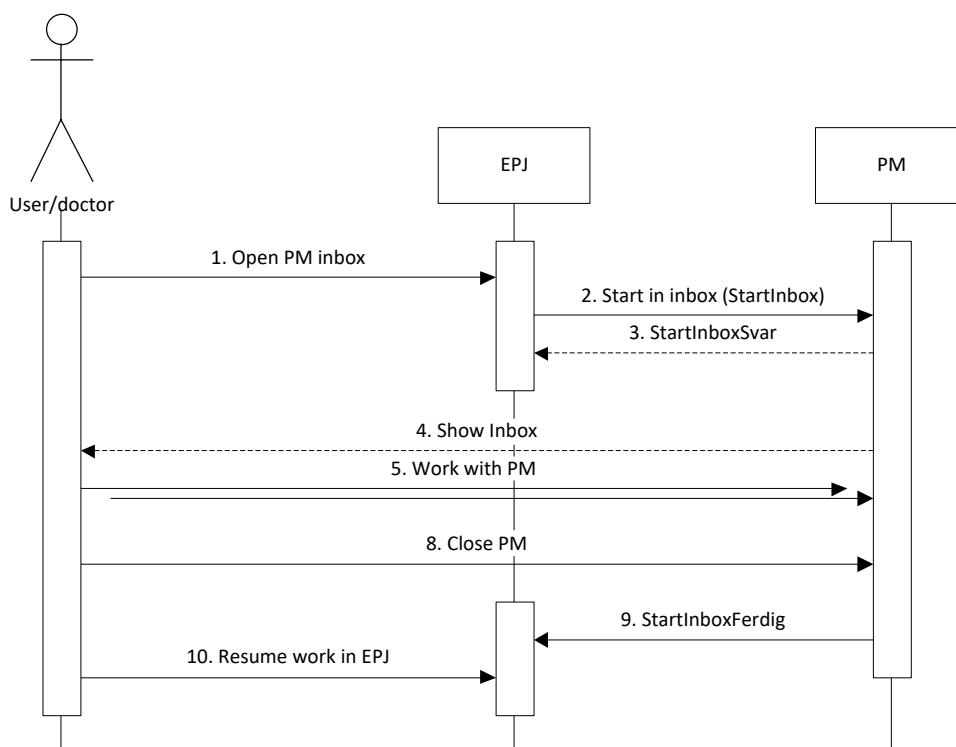 User/doctor
EPJ
PM
1. Open PM inbox
2. Start in inbox (StartInbox)
3. StartInboxSvar
4. Show Inbox
5. Work with PM
8. Close PM
9. StartInboxFerdig
10. Resume work in EPJ